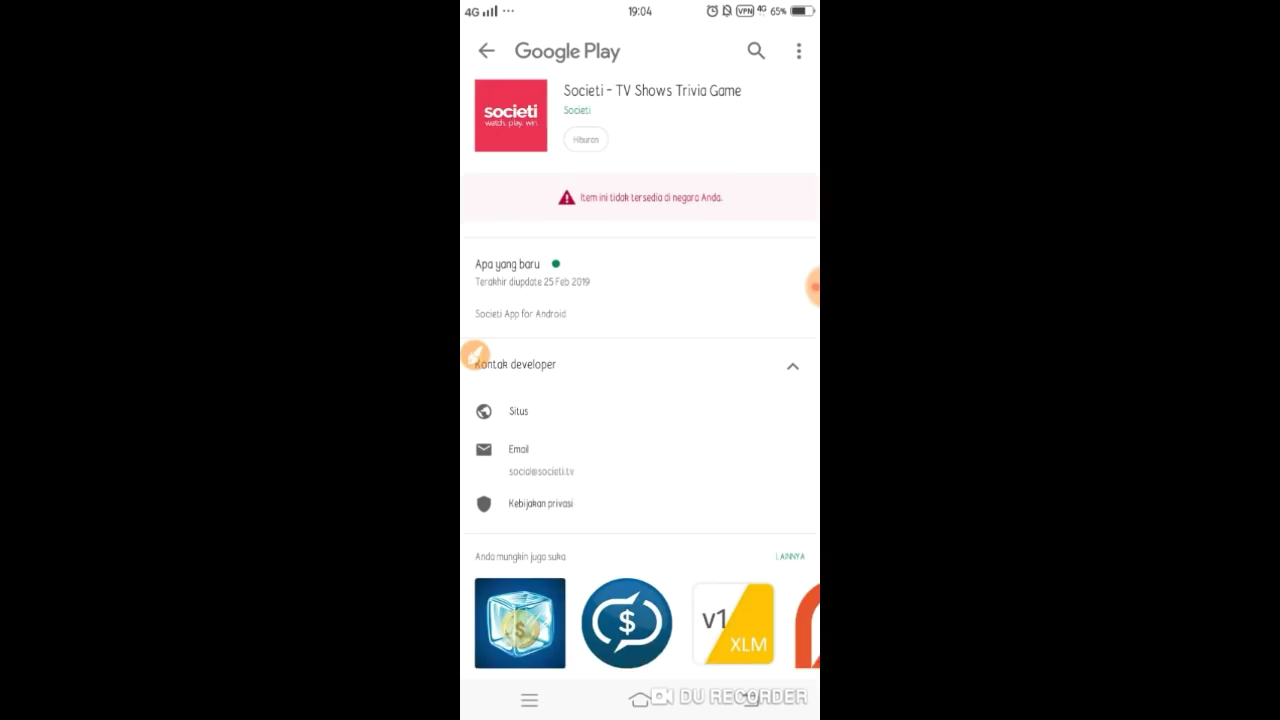 4G ... 19:04 VPN 4G 65%
Google Play
societi
watch. play. win
Societi - TV Shows Trivia Game
Societi
Hiburan
Item ini tidak tersedia di negara Anda.
Apa yang baru
Terakhir diupdate 25 Feb 2019
Societi App for Android
Kontak developer
Situs
Email
social@societi.tv
Kebijakan privasi
Anda mungkin juga suka
LAINNYA
$
$
v1
XLM
DU RECORDER